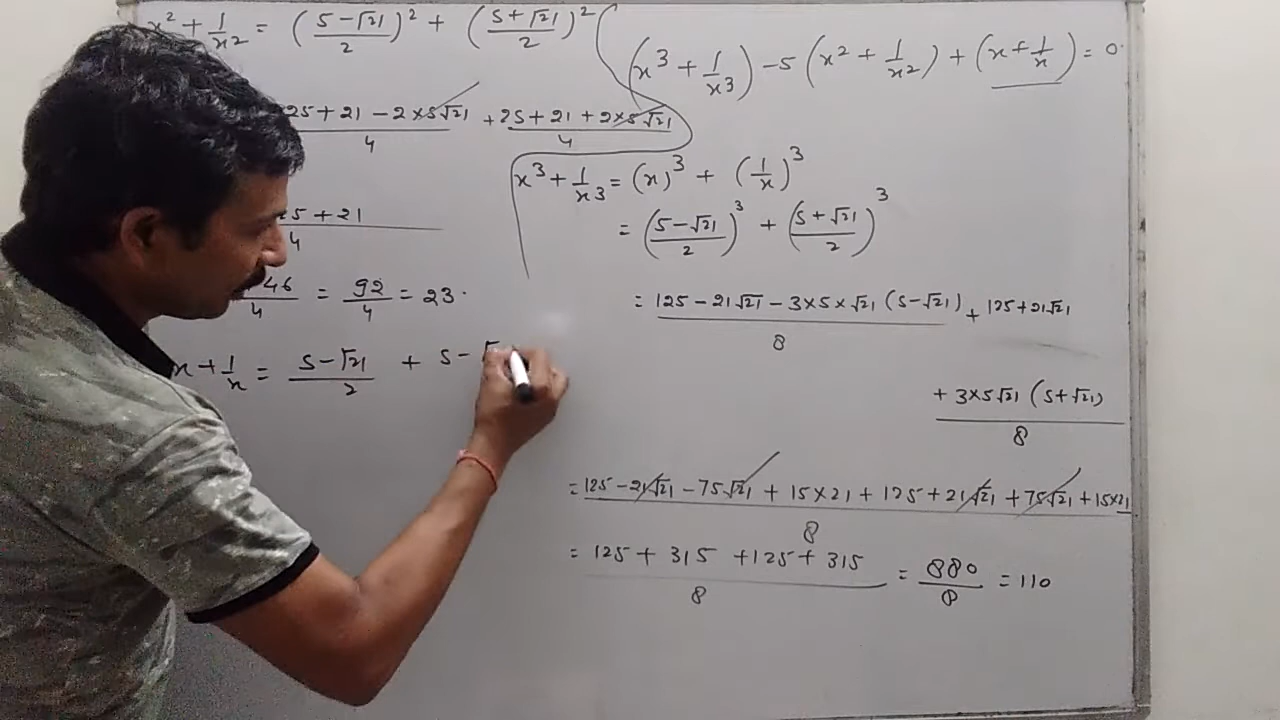 x² + 1/x² = ((5-√21)/2)² + ((5+√21)/2)²
(x³ + 1/x³) - 5 (x² + 1/x²) + (x + 1/x) = 0.
25 + 21 - 2×5√21 / 4 + 25 + 21 + 2×5√21 / 4
x³ + 1/x³ = (x)³ + (1/x)³
= ((5-√21)/2)³ + ((5+√21)/2)³
25 + 21 / 4
46/4 = 92/4 = 23.
= 125 - 21√21 - 3×5×√21 (5-√21) / 8 + 125 + 21√21
x + 1/x = (5-√21)/2 + 5 -
+ 3×5√21 (5+√21) / 8
= 125 - 21√21 - 75√21 + 15×21 + 125 + 21√21 + 75√21 + 15×21 / 8
= 125 + 315 + 125 + 315 / 8 = 880/8 = 110